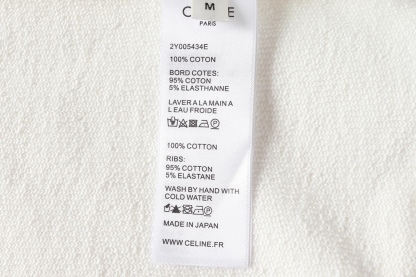 M
C E
PARIS
2Y005434E
100% COTON
BORD COTES:
95% COTON
5% ELASTHANNE
LAVER A LA MAIN A
L EAU FROIDE
100% COTTON
RIBS:
95% COTTON
5% ELASTANE
WASH BY HAND WITH
COLD WATER
MADE IN JAPAN
WWW.CELINE.FR